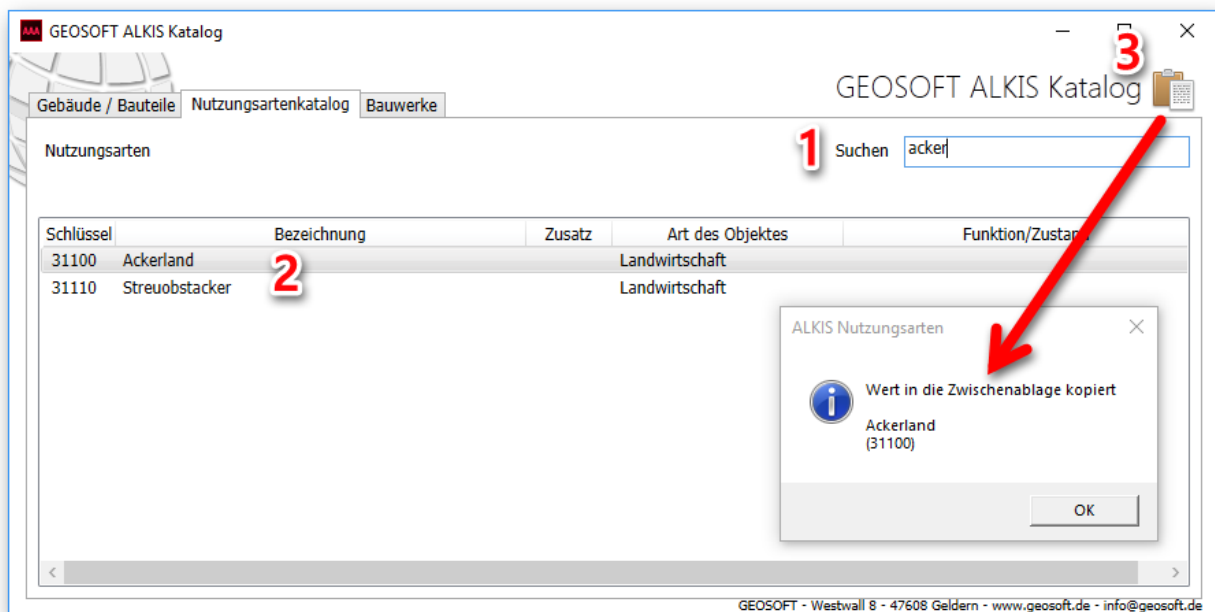 GEOSOFT ALKIS Katalog
3
GEOSOFT ALKIS Katalog
Gebäude / Bauteile Nutzungsartenkatalog Bauwerke
Nutzungsarten 1 Suchen acker
Schlüssel Bezeichnung Zusatz Art des Objektes Funktion/Zustand
31100 Ackerland Landwirtschaft
2
31110 Streuobstacker Landwirtschaft
ALKIS Nutzungsarten
Wert in die Zwischenablage kopiert
Ackerland
(31100)
OK
GEOSOFT - Westwall 8 - 47608 Geldern - www.geosoft.de - info@geosoft.de